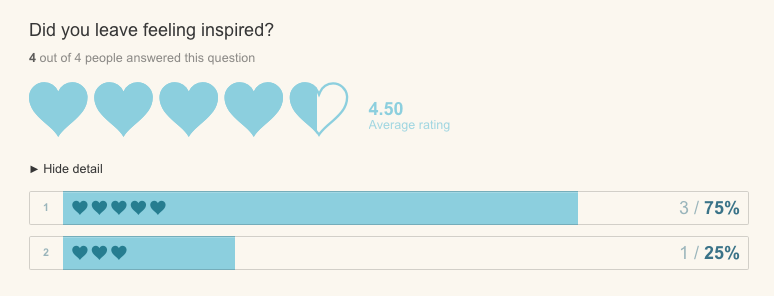 Did you leave feeling inspired?
4 out of 4 people answered this question
4.50
Average rating
► Hide detail
1 3 / 75%
2 1 / 25%